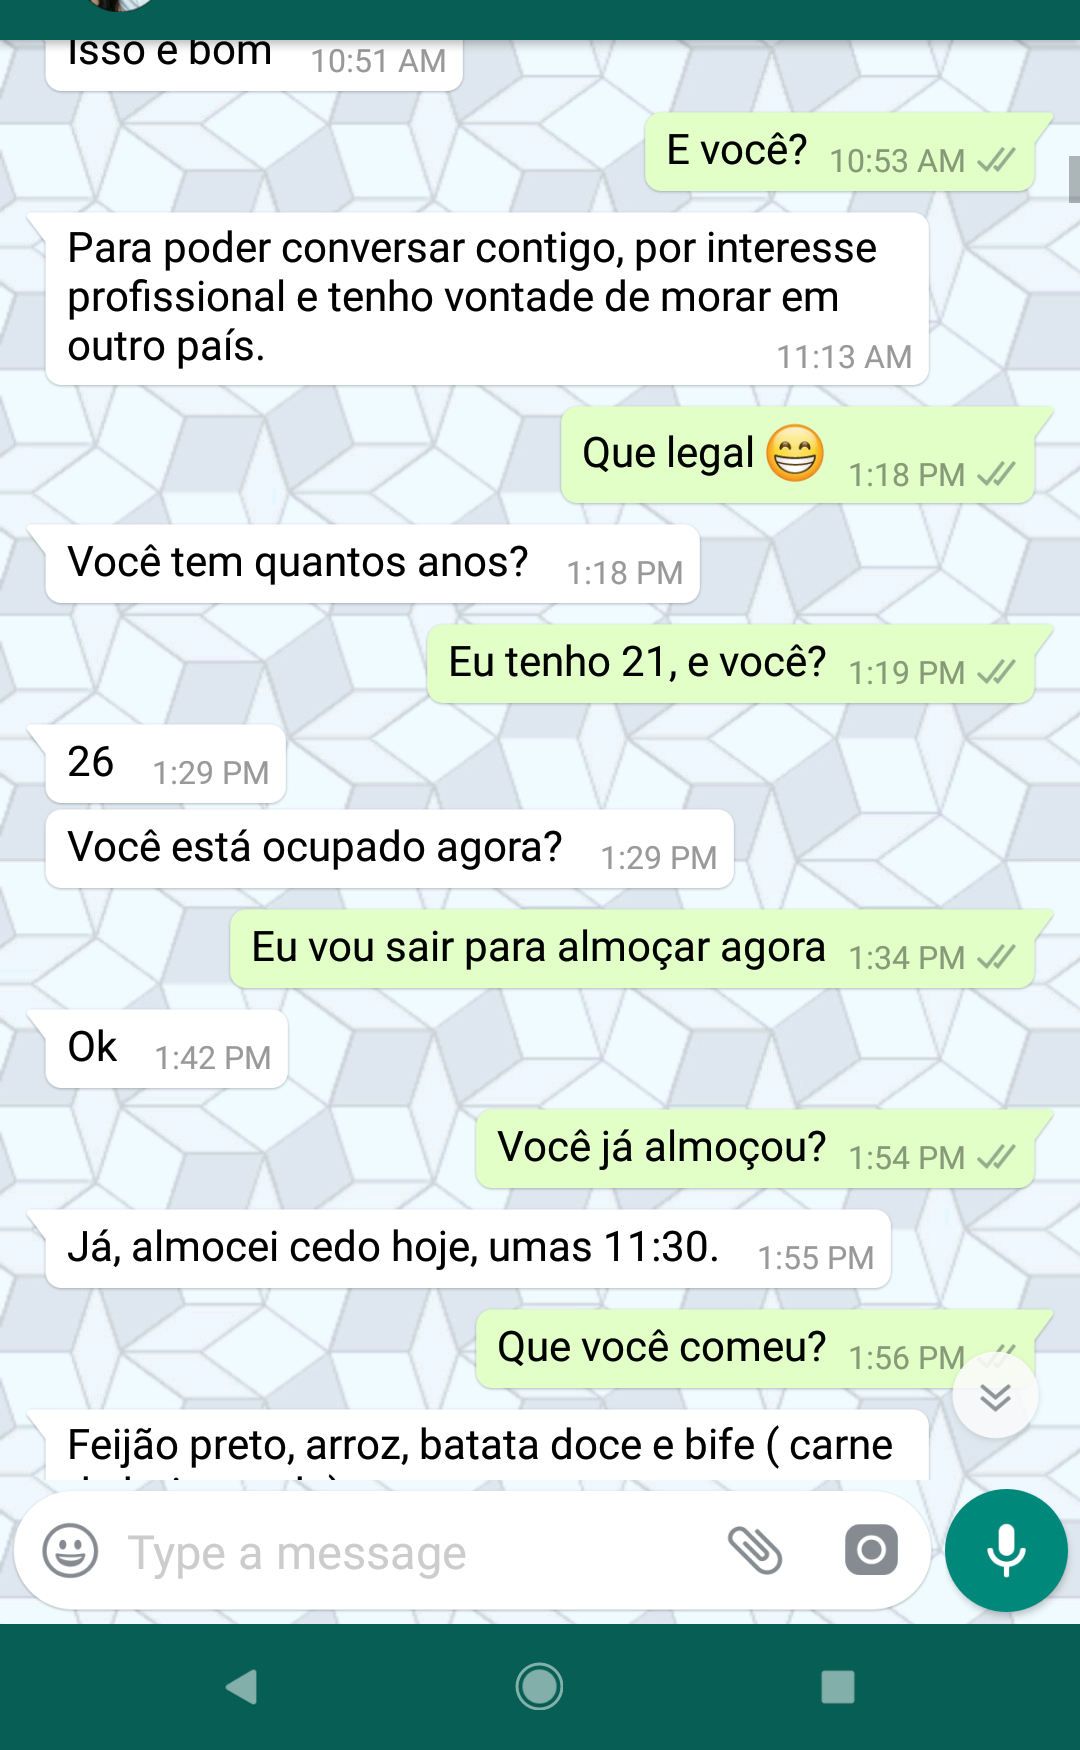 Isso é bom 10:51 AM
E você? 10:53 AM
Para poder conversar contigo, por interesse
profissional e tenho vontade de morar em
outro país. 11:13 AM
Que legal 😁 1:18 PM
Você tem quantos anos? 1:18 PM
Eu tenho 21, e você? 1:19 PM
26 1:29 PM
Você está ocupado agora? 1:29 PM
Eu vou sair para almoçar agora 1:34 PM
Ok 1:42 PM
Você já almoçou? 1:54 PM
Já, almocei cedo hoje, umas 11:30. 1:55 PM
Que você comeu? 1:56 PM
Feijão preto, arroz, batata doce e bife ( carne
Type a message